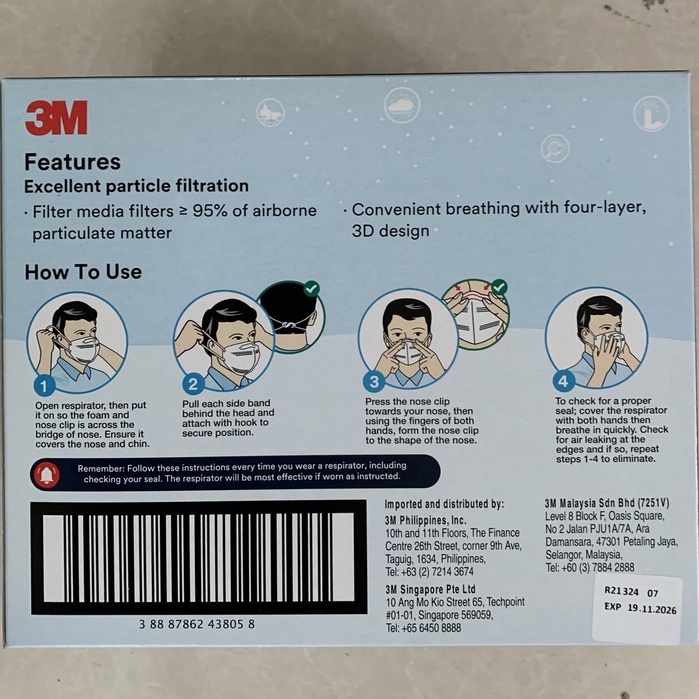 3M
Features
Excellent particle filtration
· Filter media filters ≥ 95% of airborne
particulate matter
· Convenient breathing with four-layer,
3D design
How To Use
1
Open respirator, then put
it on so the foam and
nose clip is across the
bridge of nose. Ensure it
covers the nose and chin.
2
Pull each side band
behind the head and
attach with hook to
secure position.
3
Press the nose clip
towards your nose, then
using the fingers of both
hands, form the nose clip
to the shape of the nose.
4
To check for a proper
seal; cover the respirator
with both hands then
breathe in quickly. Check
for air leaking at the
edges and if so, repeat
steps 1-4 to eliminate.
Remember: Follow these instructions every time you wear a respirator, including
checking your seal. The respirator will be most effective if worn as instructed.
3 88 87862 43805 8
Imported and distributed by:
3M Philippines, Inc.
10th and 11th Floors, The Finance
Centre 26th Street, corner 9th Ave,
Taguig, 1634, Philippines,
Tel: +63 (2) 7214 3674
3M Singapore Pte Ltd
10 Ang Mo Kio Street 65, Techpoint
#01-01, Singapore 569059,
Tel: +65 6450 8888
3M Malaysia Sdn Bhd (7251V)
Level 8 Block F, Oasis Square,
No 2 Jalan PJU1A/7A, Ara
Damansara, 47301 Petaling Jaya,
Selangor, Malaysia,
Tel: +60 (3) 7884 2888
R21324 07
EXP 19.11.2026